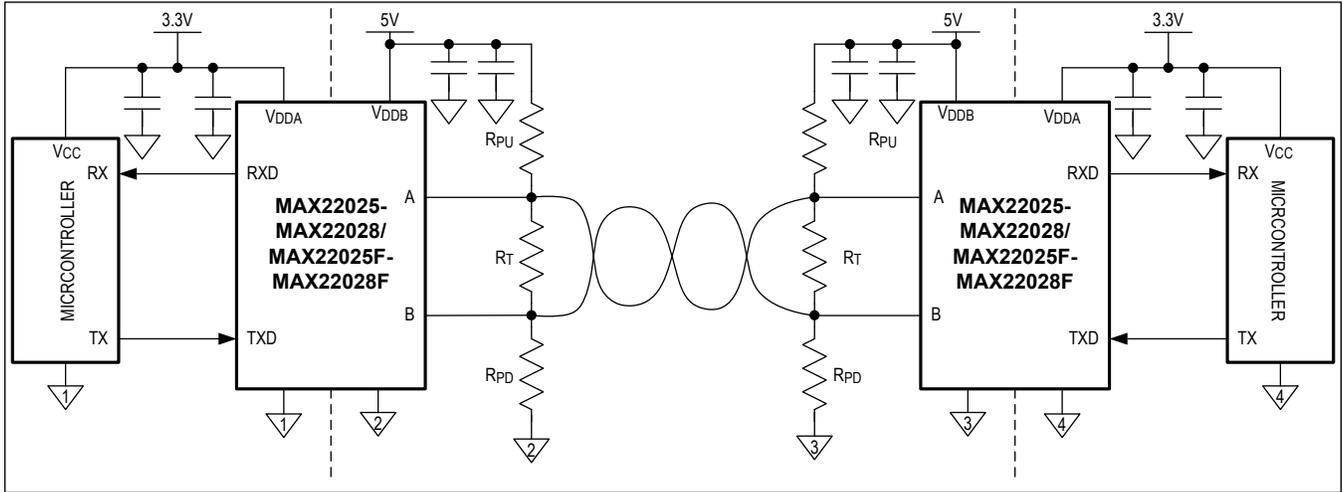 3.3V
5V
5V
3.3V
VDDA
VDDB
VDDB
VDDA
RPU
RPU
VCC
VCC
RX
RXD
RXD
RX
MICRCONTROLLER
MAX22025-
MAX22028/
MAX22025F-
MAX22028F
A
A
MAX22025-
MAX22028/
MAX22025F-
MAX22028F
MICRCONTROLLER
RT
RT
B
B
TX
TXD
TXD
TX
RPD
RPD
1
1
2
2
3
3
4
4